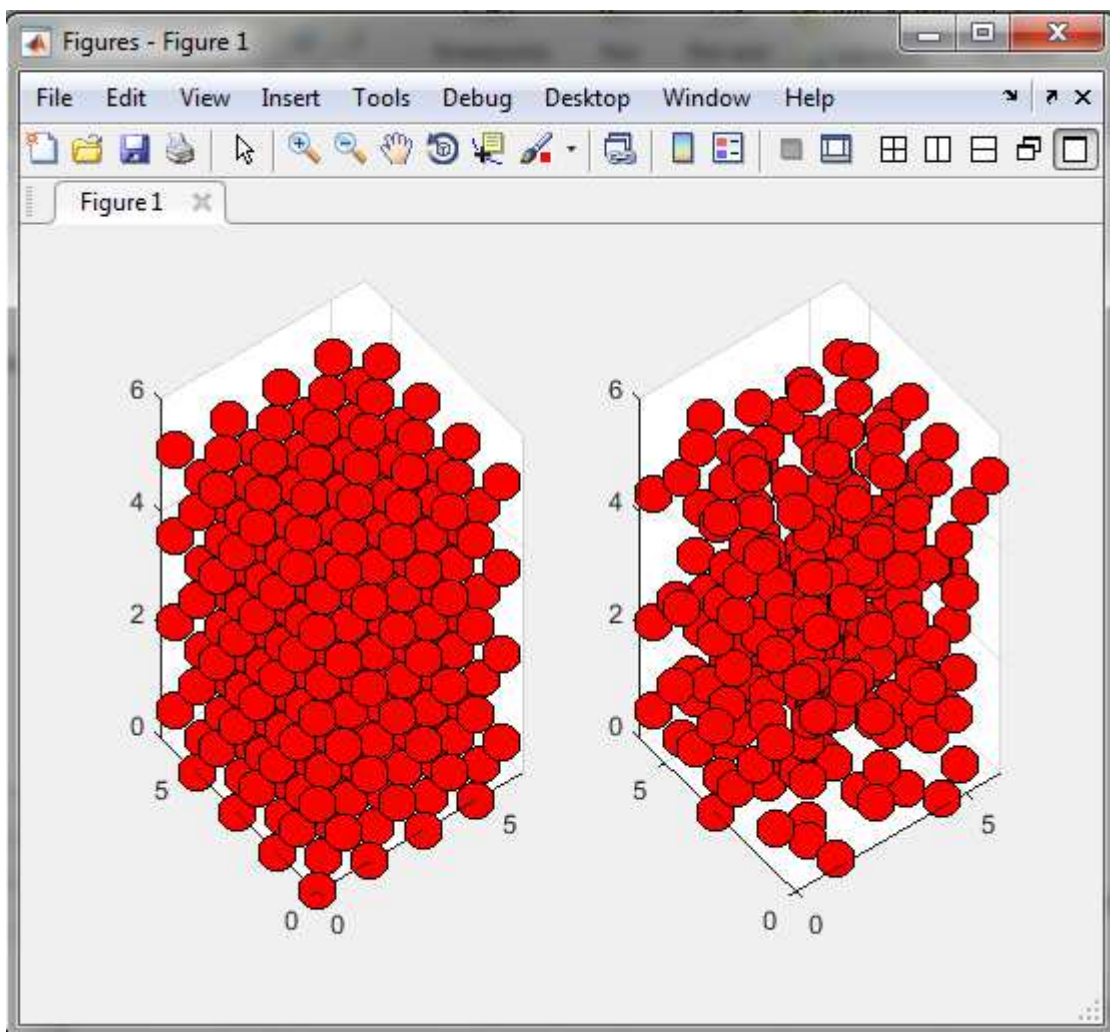 Figures - Figure 1
File Edit View Insert Tools Debug Desktop Window Help
Figure 1
6 6
4 4
2 2
0 0
5 5 5 5
0 0 0 0